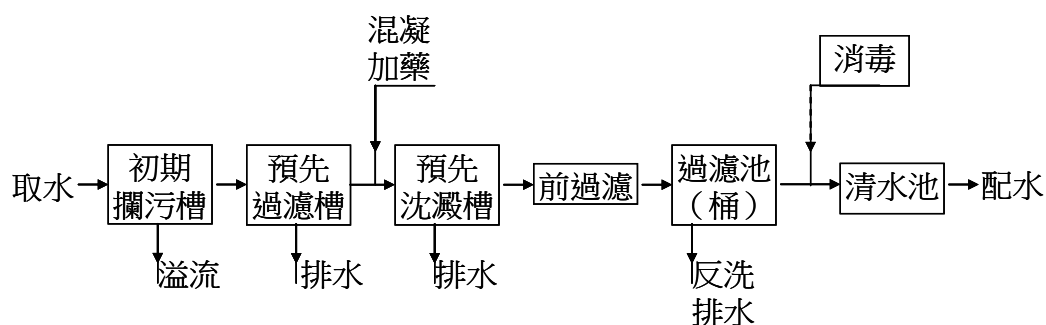 混凝
加藥
消毒
取水
初期
攔污槽
預先
過濾槽
預先
沈澱槽
前過濾
過濾池
（桶）
清水池
配水
溢流
排水
排水
反洗
排水